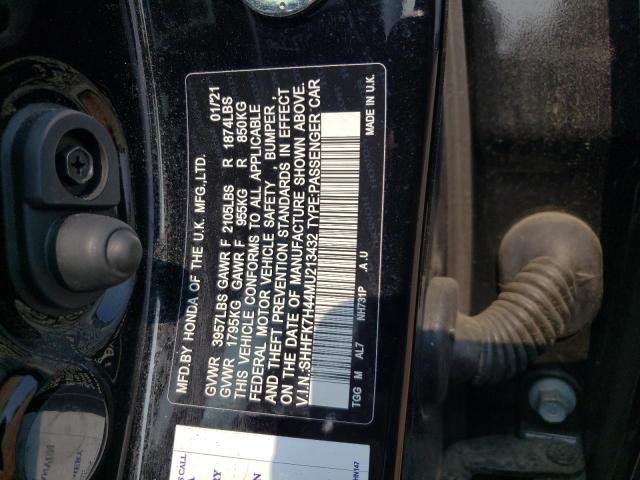 MFD.BY HONDA OF THE U.K. MFG.,LTD. 01/21
GVWR 3957LBS GAWR F 2105LBS R 1874LBS
GVWR 1795KG GAWR F 955KG R 850KG
THIS VEHICLE CONFORMS TO ALL APPLICABLE
FEDERAL MOTOR VEHICLE SAFETY , BUMPER,
AND THEFT PREVENTION STANDARDS IN EFFECT
ON THE DATE OF MANUFACTURE SHOWN ABOVE.
V.I.N.:SHHFK7H44MU213432 TYPE:PASSENGER CAR
TGG M AL7 NH731P .A.U MADE IN U.K.
S CALL
RY